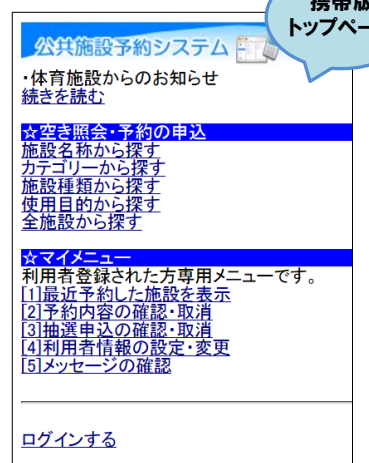 携帯版
トップペー
公共施設予約システム
・体育施設からのお知らせ
続きを読む
☆空き照会・予約の申込
施設名称から探す
カテゴリーから探す
施設種類から探す
使用目的から探す
全施設から探す
☆マイメニュー
利用者登録された方専用メニューです。
[1]最近予約した施設を表示
[2]予約内容の確認・取消
[3]抽選申込の確認・取消
[4]利用者情報の設定・変更
[5]メッセージの確認
ログインする